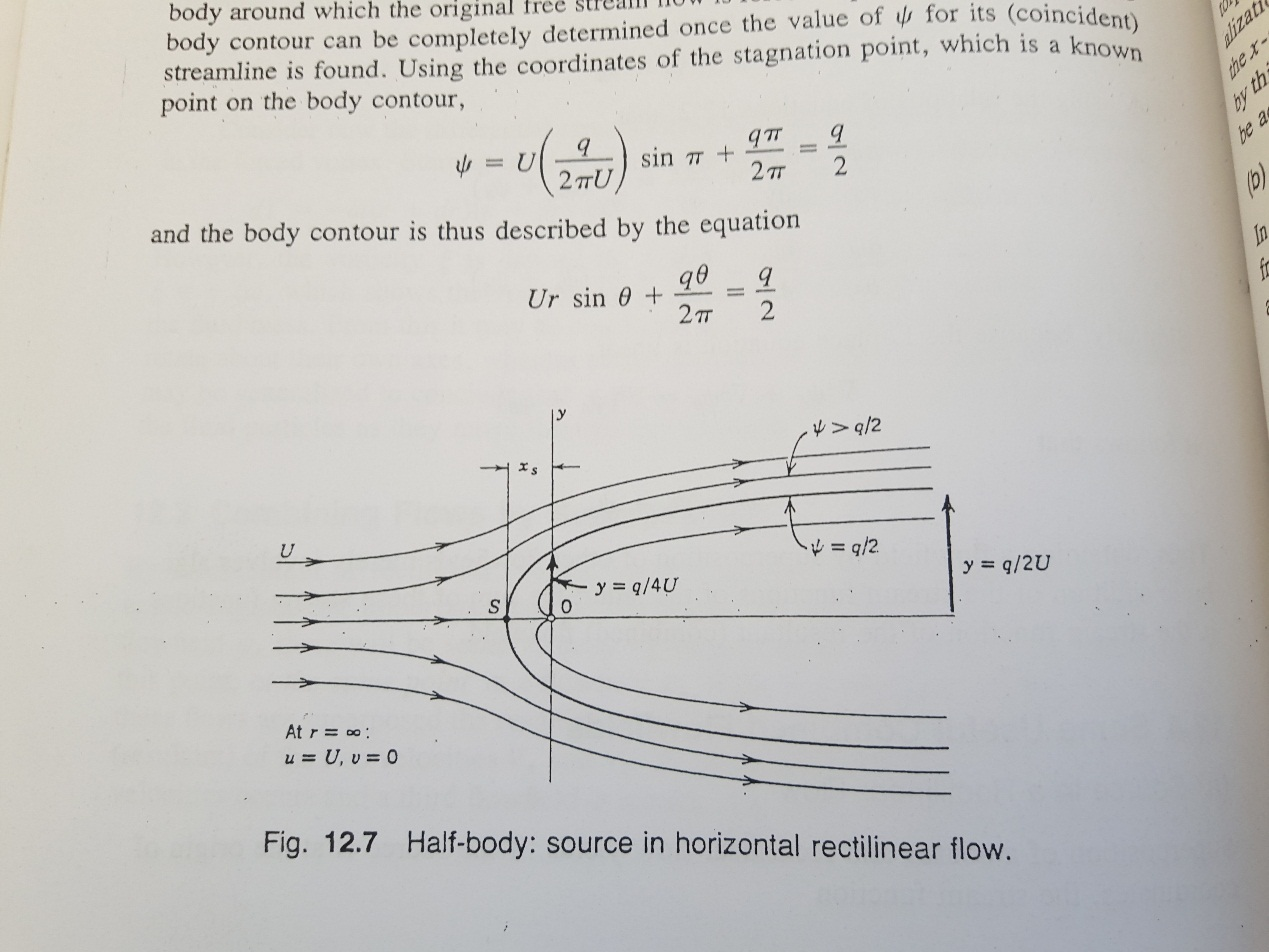 body around which the original free stream flow is
body contour can be completely determined once the value of ψ for its (coincident)
streamline is found. Using the coordinates of the stagnation point, which is a known
point on the body contour,
ψ = U(q/2πU) sin π + qπ/2π = q/2
and the body contour is thus described by the equation
Ur sin θ + qθ/2π = q/2
y
ψ > q/2
x_s
U
ψ = q/2
y = q/2U
y = q/4U
S
O
At r = ∞:
u = U, v = 0
Fig. 12.7 Half-body: source in horizontal rectilinear flow.
the x-
by thi
(b)
In